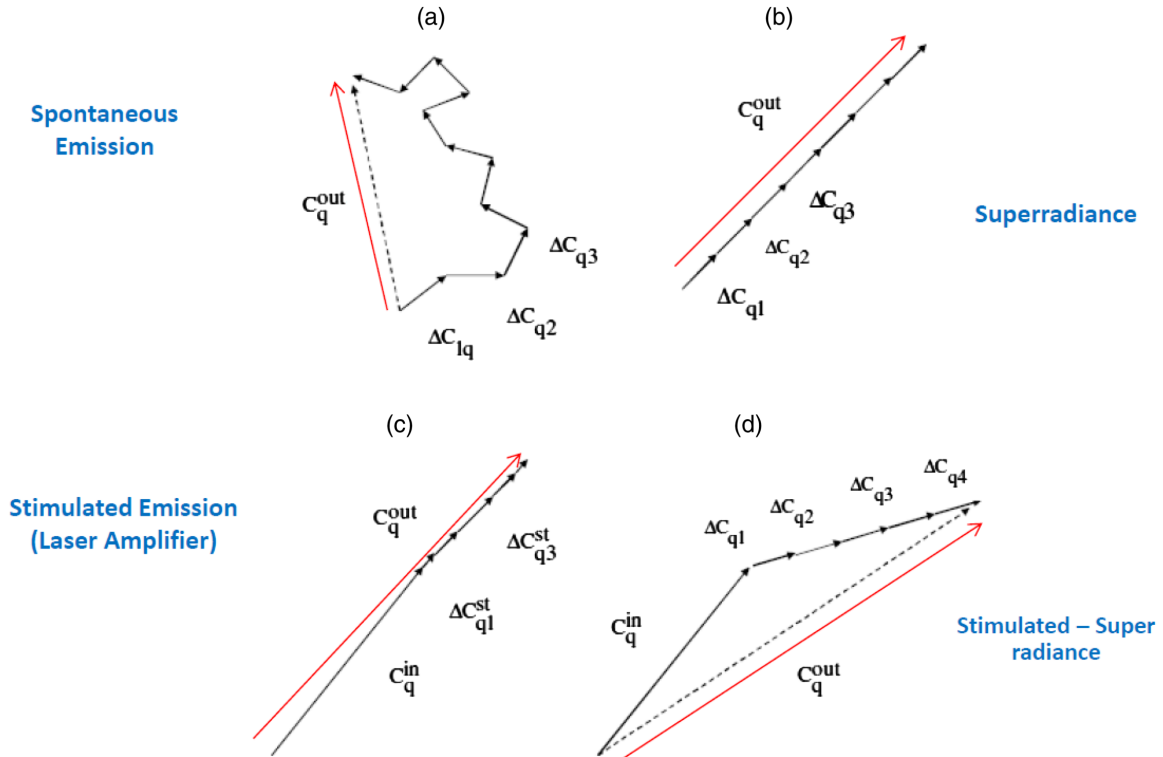 (a)
(b)
Spontaneous
Emission
C_q^out
ΔC_q3
ΔC_q2
ΔC_1q
C_q^out
ΔC_q3
ΔC_q2
ΔC_q1
Superradiance
(c)
(d)
Stimulated Emission
(Laser Amplifier)
C_q^out
ΔC_q3^st
ΔC_q1^st
C_q^in
ΔC_q4
ΔC_q3
ΔC_q2
ΔC_q1
C_q^in
C_q^out
Stimulated – Super
radiance